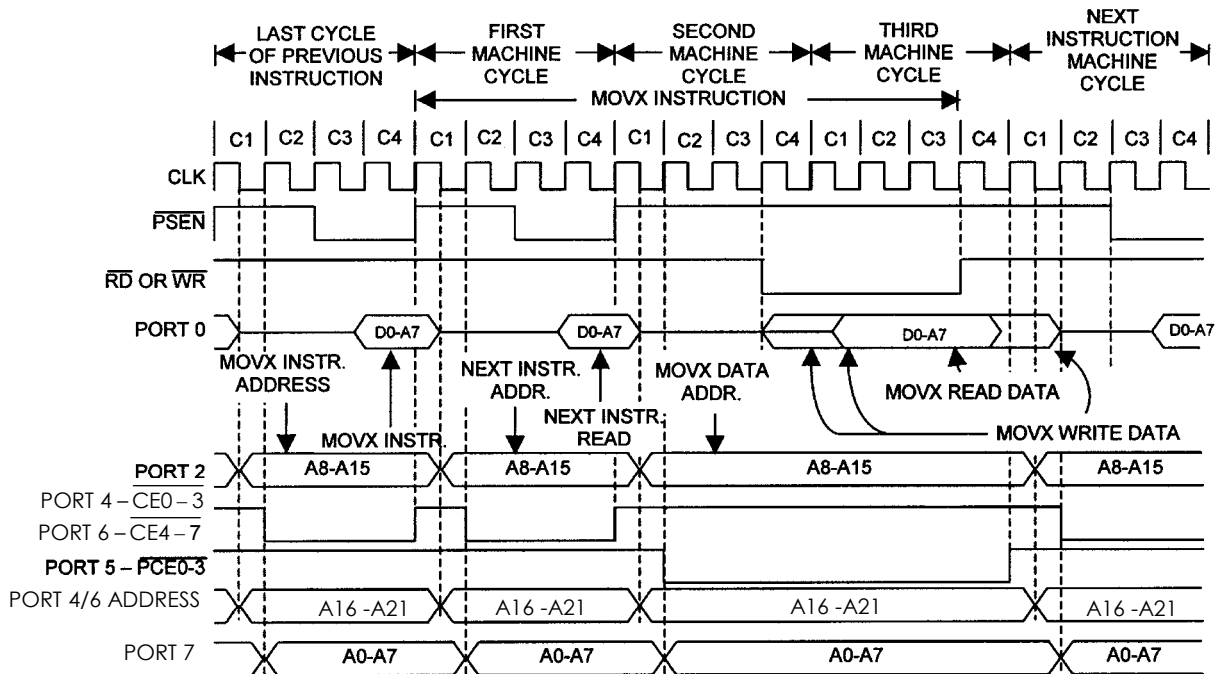 LAST CYCLE
OF PREVIOUS
INSTRUCTION
FIRST
MACHINE
CYCLE
SECOND
MACHINE
CYCLE
THIRD
MACHINE
CYCLE
NEXT
INSTRUCTION
MACHINE
CYCLE
MOVX INSTRUCTION
C1 C2 C3 C4 C1 C2 C3 C4 C1 C2 C3 C4 C1 C2 C3 C4 C1 C2 C3 C4
CLK
PSEN
RD OR WR
PORT 0
D0-A7 D0-A7 D0-A7 D0-A7
MOVX INSTR.
ADDRESS
MOVX INSTR.
NEXT INSTR.
ADDR.
NEXT INSTR.
READ
MOVX DATA
ADDR.
MOVX READ DATA
MOVX WRITE DATA
PORT 2
A8-A15 A8-A15 A8-A15 A8-A15
PORT 4 – CE0 – 3
PORT 6 – CE4 – 7
PORT 5 – PCE0-3
PORT 4/6 ADDRESS
A16 -A21 A16 -A21 A16 -A21 A16 -A21
PORT 7
A0-A7 A0-A7 A0-A7 A0-A7